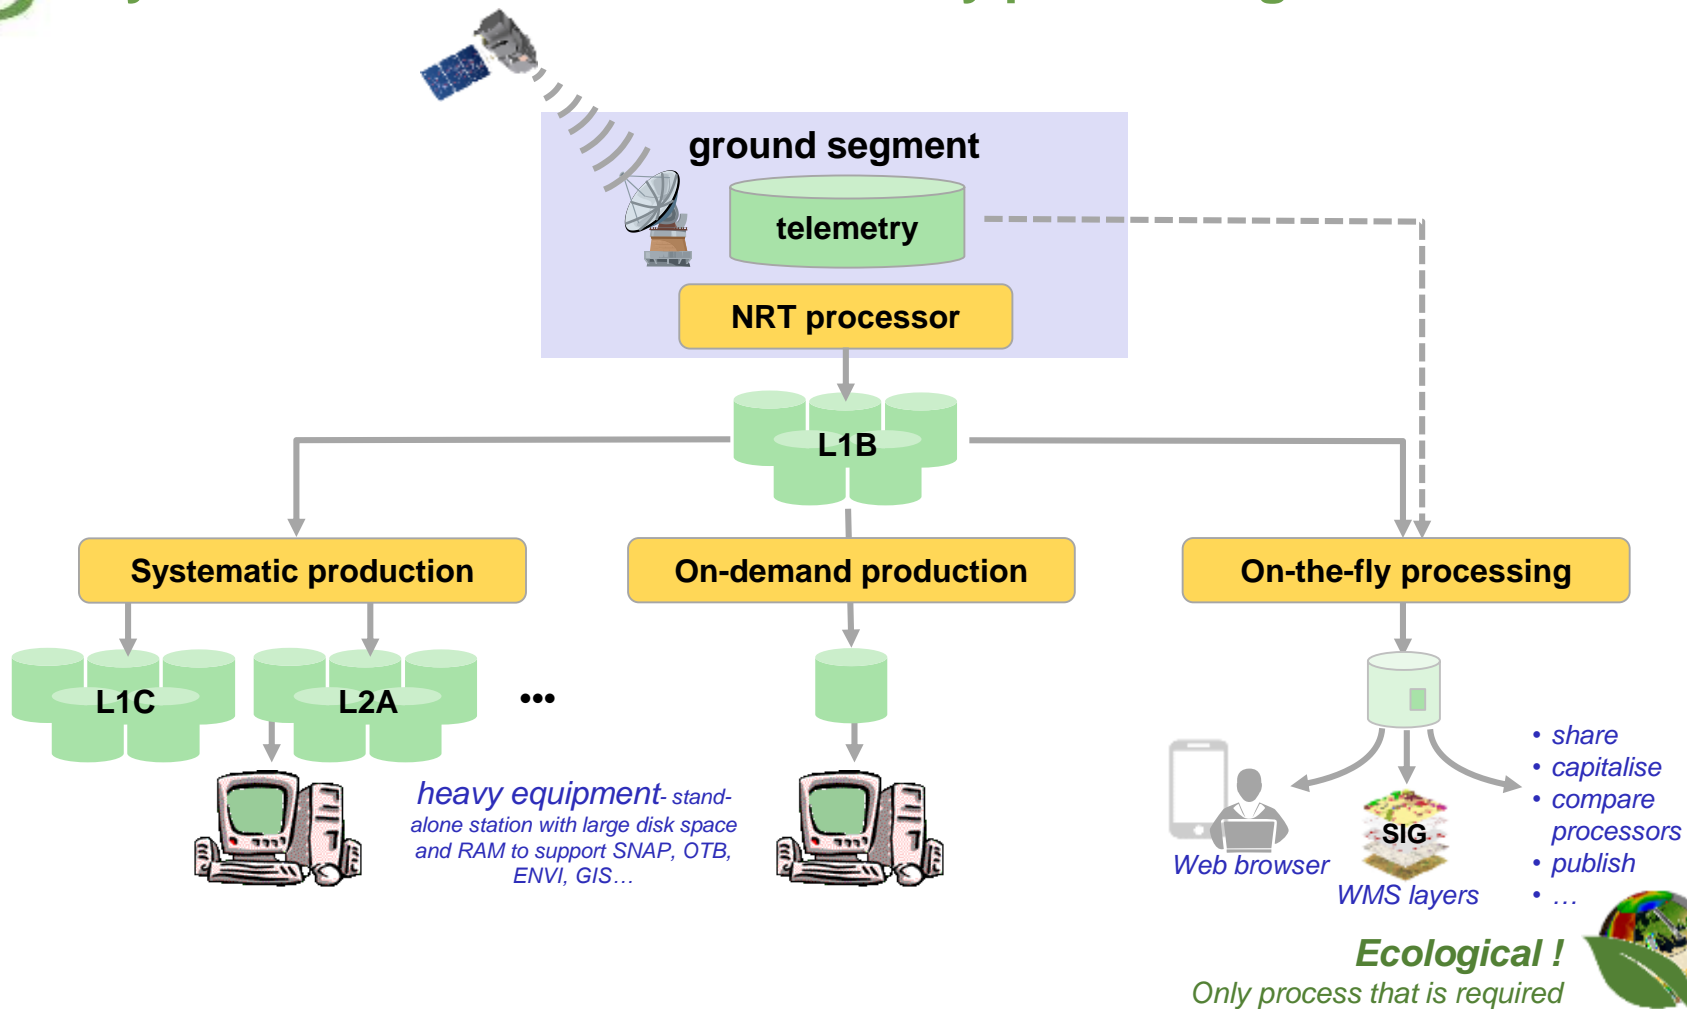 ground segment
telemetry
NRT processor
L1B
Systematic production
On-demand production
On-the-fly processing
L1C
L2A
•••
heavy equipment- stand-
alone station with large disk space
and RAM to support SNAP, OTB,
ENVI, GIS…
Web browser
SIG
WMS layers
• share
• capitalise
• compare
processors
• publish
• …
Ecological !
Only process that is required